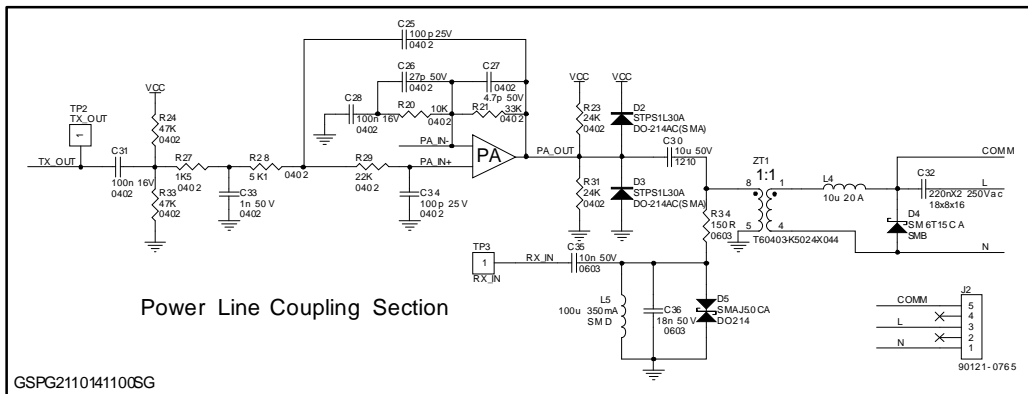 C25
100p 25V
0402
C26
27p 50V
0402
C27
0402
4.7p 50V
C28
100n 16V
0402
R20
10K
0402
R21
33K
0402
TP2
TX_OUT
1
VCC
R24
47K
0402
TX_OUT
C31
100n 16V
0402
R27
1K5
0402
R28
5K1
0402
R33
47K
0402
C33
1n 50V
0402
R29
22K
0402
PA_IN-
PA_IN+
PA
C34
100p 25V
0402
PA_OUT
VCC
VCC
R23
24K
0402
D2
STPS1L30A
DO-214AC(SMA)
R31
24K
0402
D3
STPS1L30A
DO-214AC(SMA)
C30
10u 50V
1210
R34
150R
0603
ZT1
1:1
8
1
5
4
T60403-K5024-X044
L4
10u 20A
COMM
C32
220nX2 250Vac
18x8x16
L
D4
SM6T15CA
SMB
N
TP3
1
RX_IN
RX_IN
C35
10n 50V
0603
L5
100u 350mA
SMD
C36
18n 50V
0603
D5
SMAJ50CA
DO214
Power Line Coupling Section
J2
COMM
5
4
L
3
2
N
1
90121-0765
GSPG2110141100SG